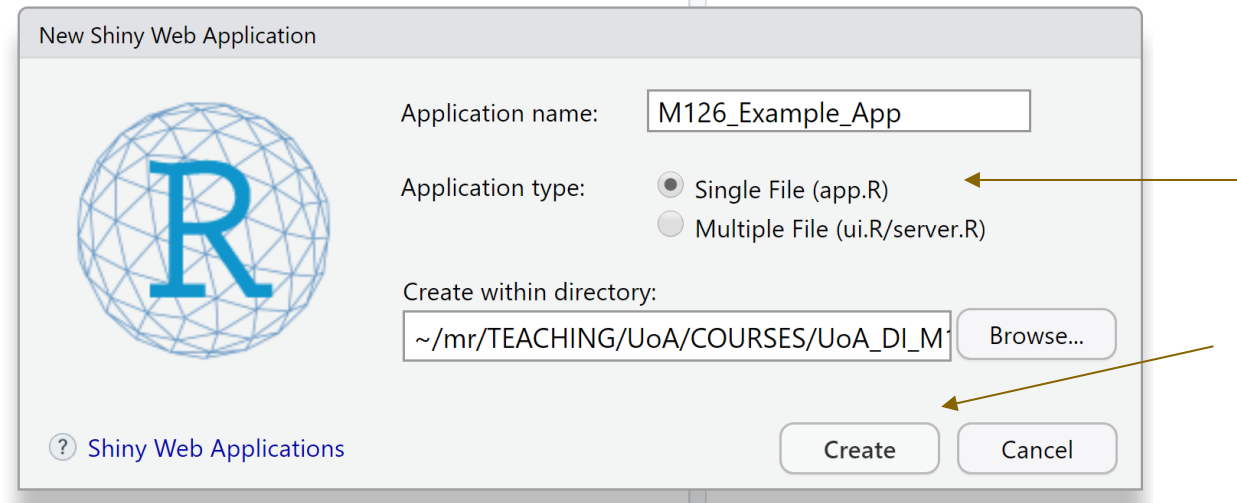 New Shiny Web Application
R
Application name: M126_Example_App
Application type: Single File (app.R)
Multiple File (ui.R/server.R)
Create within directory:
~/mr/TEACHING/UoA/COURSES/UoA_DI_M1 Browse...
? Shiny Web Applications Create Cancel